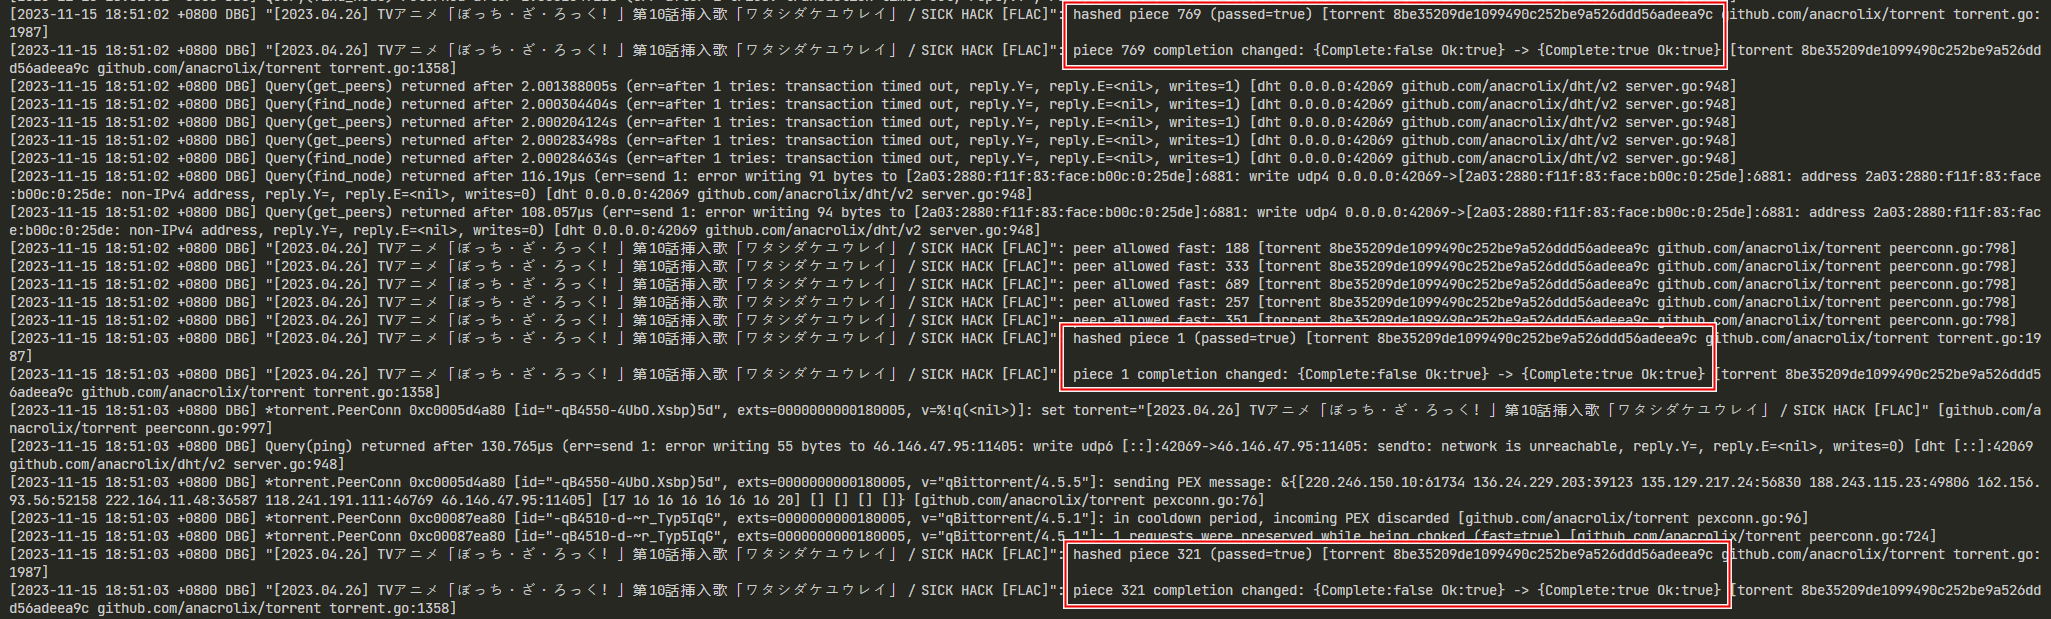 [2023-11-15 18:51:02 +0800 DBG] "[2023.04.26] TVアニメ「ぼっち・ざ・ろっく！」第10話挿入歌「ワタシダケユウレイ」 / SICK HACK [FLAC]": hashed piece 769 (passed=true) [torrent 8be35209de1099490c252be9a526ddd56adeea9c github.com/anacrolix/torrent torrent.go:
1987]
[2023-11-15 18:51:02 +0800 DBG] "[2023.04.26] TVアニメ「ぼっち・ざ・ろっく！」第10話挿入歌「ワタシダケユウレイ」 / SICK HACK [FLAC]": piece 769 completion changed: {Complete:false Ok:true} -> {Complete:true Ok:true} [torrent 8be35209de1099490c252be9a526dd
d56adeea9c github.com/anacrolix/torrent torrent.go:1358]
[2023-11-15 18:51:02 +0800 DBG] Query(get_peers) returned after 2.001388005s (err=after 1 tries: transaction timed out, reply.Y=, reply.E=<nil>, writes=1) [dht 0.0.0.0:42069 github.com/anacrolix/dht/v2 server.go:948]
[2023-11-15 18:51:02 +0800 DBG] Query(find_node) returned after 2.000304404s (err=after 1 tries: transaction timed out, reply.Y=, reply.E=<nil>, writes=1) [dht 0.0.0.0:42069 github.com/anacrolix/dht/v2 server.go:948]
[2023-11-15 18:51:02 +0800 DBG] Query(get_peers) returned after 2.000204124s (err=after 1 tries: transaction timed out, reply.Y=, reply.E=<nil>, writes=1) [dht 0.0.0.0:42069 github.com/anacrolix/dht/v2 server.go:948]
[2023-11-15 18:51:02 +0800 DBG] Query(get_peers) returned after 2.000283498s (err=after 1 tries: transaction timed out, reply.Y=, reply.E=<nil>, writes=1) [dht 0.0.0.0:42069 github.com/anacrolix/dht/v2 server.go:948]
[2023-11-15 18:51:02 +0800 DBG] Query(find_node) returned after 2.000284634s (err=after 1 tries: transaction timed out, reply.Y=, reply.E=<nil>, writes=1) [dht 0.0.0.0:42069 github.com/anacrolix/dht/v2 server.go:948]
[2023-11-15 18:51:02 +0800 DBG] Query(find_node) returned after 116.19µs (err=send 1: error writing 91 bytes to [2a03:2880:f11f:83:face:b00c:0:25de]:6881: write udp4 0.0.0.0:42069->[2a03:2880:f11f:83:face:b00c:0:25de]:6881: address 2a03:2880:f11f:83:face
:b00c:0:25de: non-IPv4 address, reply.Y=, reply.E=<nil>, writes=0) [dht 0.0.0.0:42069 github.com/anacrolix/dht/v2 server.go:948]
[2023-11-15 18:51:02 +0800 DBG] Query(get_peers) returned after 108.057µs (err=send 1: error writing 94 bytes to [2a03:2880:f11f:83:face:b00c:0:25de]:6881: write udp4 0.0.0.0:42069->[2a03:2880:f11f:83:face:b00c:0:25de]:6881: address 2a03:2880:f11f:83:fac
e:b00c:0:25de: non-IPv4 address, reply.Y=, reply.E=<nil>, writes=0) [dht 0.0.0.0:42069 github.com/anacrolix/dht/v2 server.go:948]
[2023-11-15 18:51:02 +0800 DBG] "[2023.04.26] TVアニメ「ぼっち・ざ・ろっく！」第10話挿入歌「ワタシダケユウレイ」 / SICK HACK [FLAC]": peer allowed fast: 188 [torrent 8be35209de1099490c252be9a526ddd56adeea9c github.com/anacrolix/torrent peerconn.go:798]
[2023-11-15 18:51:02 +0800 DBG] "[2023.04.26] TVアニメ「ぼっち・ざ・ろっく！」第10話挿入歌「ワタシダケユウレイ」 / SICK HACK [FLAC]": peer allowed fast: 333 [torrent 8be35209de1099490c252be9a526ddd56adeea9c github.com/anacrolix/torrent peerconn.go:798]
[2023-11-15 18:51:02 +0800 DBG] "[2023.04.26] TVアニメ「ぼっち・ざ・ろっく！」第10話挿入歌「ワタシダケユウレイ」 / SICK HACK [FLAC]": peer allowed fast: 689 [torrent 8be35209de1099490c252be9a526ddd56adeea9c github.com/anacrolix/torrent peerconn.go:798]
[2023-11-15 18:51:02 +0800 DBG] "[2023.04.26] TVアニメ「ぼっち・ざ・ろっく！」第10話挿入歌「ワタシダケユウレイ」 / SICK HACK [FLAC]": peer allowed fast: 257 [torrent 8be35209de1099490c252be9a526ddd56adeea9c github.com/anacrolix/torrent peerconn.go:798]
[2023-11-15 18:51:02 +0800 DBG] "[2023.04.26] TVアニメ「ぼっち・ざ・ろっく！」第10話挿入歌「ワタシダケユウレイ」 / SICK HACK [FLAC]": peer allowed fast: 351 [torrent 8be35209de1099490c252be9a526ddd56adeea9c github.com/anacrolix/torrent peerconn.go:798]
[2023-11-15 18:51:03 +0800 DBG] "[2023.04.26] TVアニメ「ぼっち・ざ・ろっく！」第10話挿入歌「ワタシダケユウレイ」 / SICK HACK [FLAC]": hashed piece 1 (passed=true) [torrent 8be35209de1099490c252be9a526ddd56adeea9c github.com/anacrolix/torrent torrent.go:19
87]
[2023-11-15 18:51:03 +0800 DBG] "[2023.04.26] TVアニメ「ぼっち・ざ・ろっく！」第10話挿入歌「ワタシダケユウレイ」 / SICK HACK [FLAC]": piece 1 completion changed: {Complete:false Ok:true} -> {Complete:true Ok:true} [torrent 8be35209de1099490c252be9a526ddd5
6adeea9c github.com/anacrolix/torrent torrent.go:1358]
[2023-11-15 18:51:03 +0800 DBG] *torrent.PeerConn 0xc0005d4a80 [id="-qB4550-4UbO.Xsbp)5d", exts=0000000000180005, v=%!q(<nil>)]: set torrent="[2023.04.26] TVアニメ「ぼっち・ざ・ろっく！」第10話挿入歌「ワタシダケユウレイ」 / SICK HACK [FLAC]" [github.com/a
nacrolix/torrent peerconn.go:997]
[2023-11-15 18:51:03 +0800 DBG] Query(ping) returned after 130.765µs (err=send 1: error writing 55 bytes to 46.146.47.95:11405: write udp6 [::]:42069->46.146.47.95:11405: sendto: network is unreachable, reply.Y=, reply.E=<nil>, writes=0) [dht [::]:42069
github.com/anacrolix/dht/v2 server.go:948]
[2023-11-15 18:51:03 +0800 DBG] *torrent.PeerConn 0xc0005d4a80 [id="-qB4550-4UbO.Xsbp)5d", exts=0000000000180005, v="qBittorrent/4.5.5"]: sending PEX message: &{[220.246.150.10:61734 136.24.229.203:39123 135.129.217.24:56830 188.243.115.23:49806 162.156.
93.56:52158 222.164.11.48:36587 118.241.191.111:46769 46.146.47.95:11405] [17 16 16 16 16 16 16 20] [] [] [] []} [github.com/anacrolix/torrent pexconn.go:76]
[2023-11-15 18:51:03 +0800 DBG] *torrent.PeerConn 0xc00087ea80 [id="-qB4510-d-~r_Typ5IqG", exts=0000000000180005, v="qBittorrent/4.5.1"]: in cooldown period, incoming PEX discarded [github.com/anacrolix/torrent pexconn.go:96]
[2023-11-15 18:51:03 +0800 DBG] *torrent.PeerConn 0xc00087ea80 [id="-qB4510-d-~r_Typ5IqG", exts=0000000000180005, v="qBittorrent/4.5.1"]: 1 requests were preserved while being choked (fast=true) [github.com/anacrolix/torrent peerconn.go:724]
[2023-11-15 18:51:03 +0800 DBG] "[2023.04.26] TVアニメ「ぼっち・ざ・ろっく！」第10話挿入歌「ワタシダケユウレイ」 / SICK HACK [FLAC]": hashed piece 321 (passed=true) [torrent 8be35209de1099490c252be9a526ddd56adeea9c github.com/anacrolix/torrent torrent.go:
1987]
[2023-11-15 18:51:03 +0800 DBG] "[2023.04.26] TVアニメ「ぼっち・ざ・ろっく！」第10話挿入歌「ワタシダケユウレイ」 / SICK HACK [FLAC]": piece 321 completion changed: {Complete:false Ok:true} -> {Complete:true Ok:true} [torrent 8be35209de1099490c252be9a526dd
d56adeea9c github.com/anacrolix/torrent torrent.go:1358]